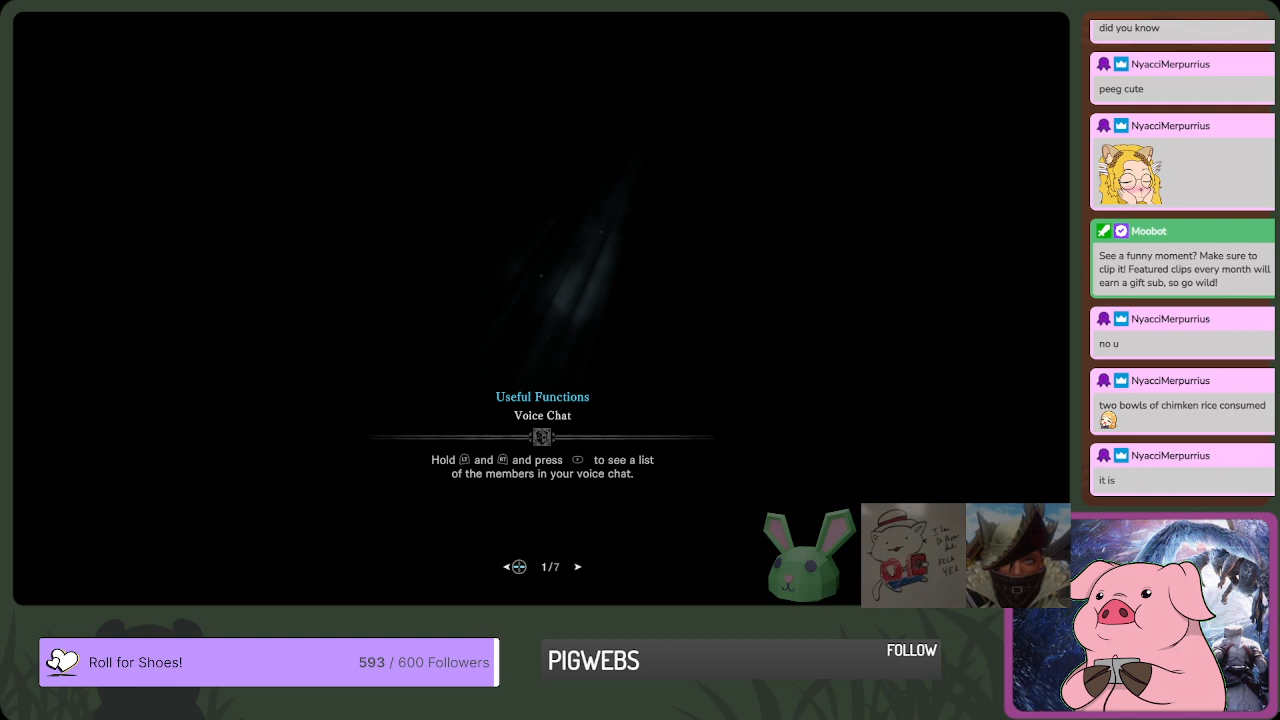 did you know
NyacciMerpurrius
peeg cute
NyacciMerpurrius
Moobot
See a funny moment? Make sure to
clip it! Featured clips every month will
earn a gift sub, so go wild!
NyacciMerpurrius
no u
NyacciMerpurrius
two bowls of chimken rice consumed
NyacciMerpurrius
it is
Useful Functions
Voice Chat
Hold LT and RT and press to see a list
of the members in your voice chat.
1/7
Roll for Shoes!
593 / 600 Followers
PIGWEBS
FOLLOW